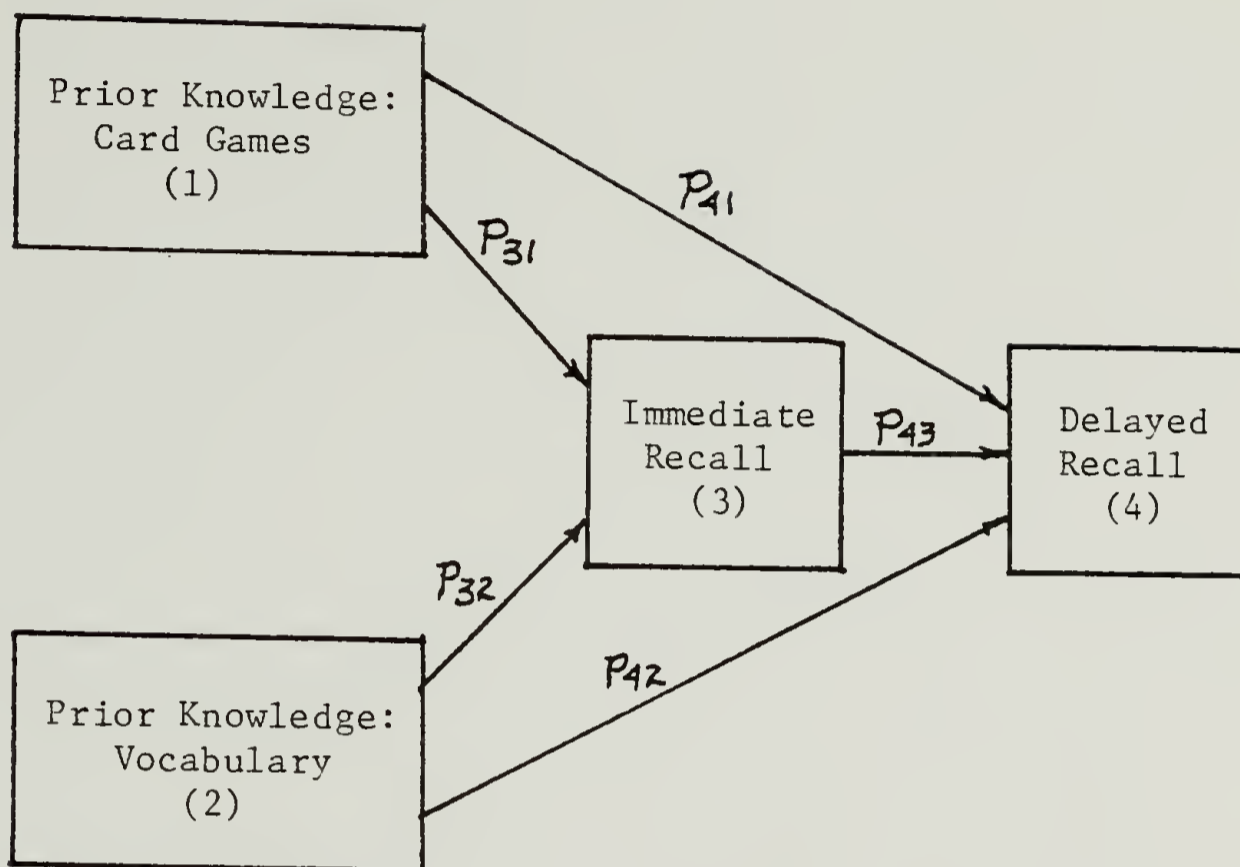 Prior Knowledge:
Card Games
(1)
P41
P31
Immediate
Recall
(3)
P43
Delayed
Recall
(4)
P32
P42
Prior Knowledge:
Vocabulary
(2)